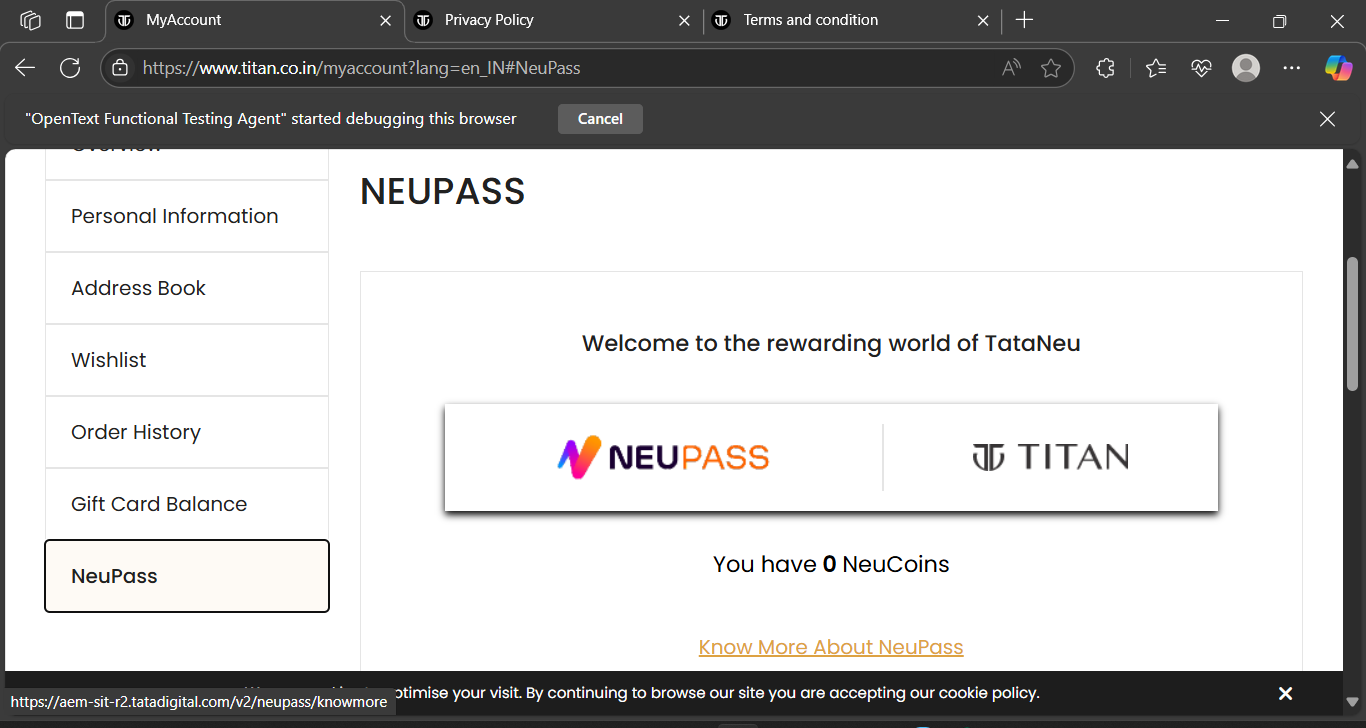 MyAccount
Privacy Policy
Terms and condition
https://www.titan.co.in/myaccount?lang=en_IN#NeuPass
"OpenText Functional Testing Agent" started debugging this browser
Cancel
Overview
Personal Information
Address Book
Wishlist
Order History
Gift Card Balance
NeuPass
NEUPASS
Welcome to the rewarding world of TataNeu
NEUPASS
TITAN
You have 0 NeuCoins
Know More About NeuPass
optimise your visit. By continuing to browse our site you are accepting our cookie policy.
https://aem-sit-r2.tatadigital.com/v2/neupass/knowmore